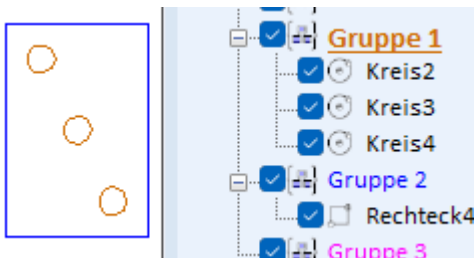 Gruppe 1
Kreis2
Kreis3
Kreis4
Gruppe 2
Rechteck4
Gruppe 3